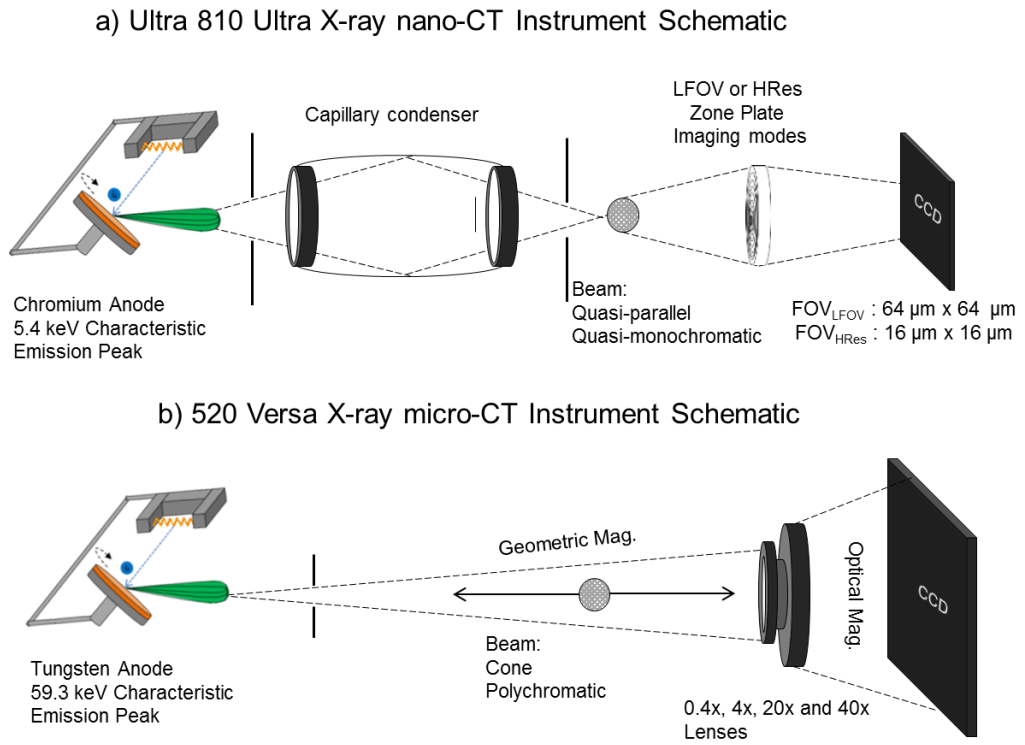 a) Ultra 810 Ultra X-ray nano-CT Instrument Schematic
Capillary condenser
LFOV or HRes
Zone Plate
Imaging modes
CCD
Chromium Anode
5.4 keV Characteristic
Emission Peak
Beam:
Quasi-parallel
Quasi-monochromatic
FOVLFOV : 64 µm x 64 µm
FOVHRes : 16 µm x 16 µm
b) 520 Versa X-ray micro-CT Instrument Schematic
Geometric Mag.
Optical Mag.
CCD
Beam:
Cone
Polychromatic
Tungsten Anode
59.3 keV Characteristic
Emission Peak
0.4x, 4x, 20x and 40x
Lenses